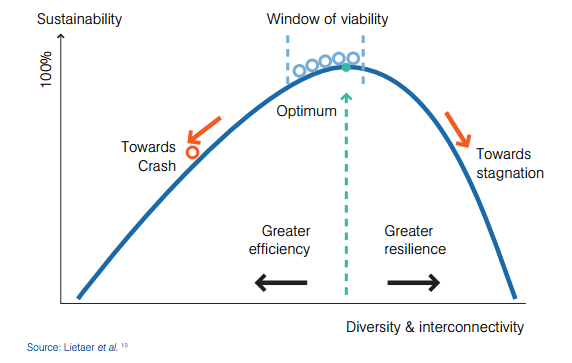 Sustainability
Window of viability
100%
Optimum
Towards
Crash
Towards
stagnation
Greater
efficiency
Greater
resilience
Diversity & interconnectivity
Source: Lietaer et al. 19